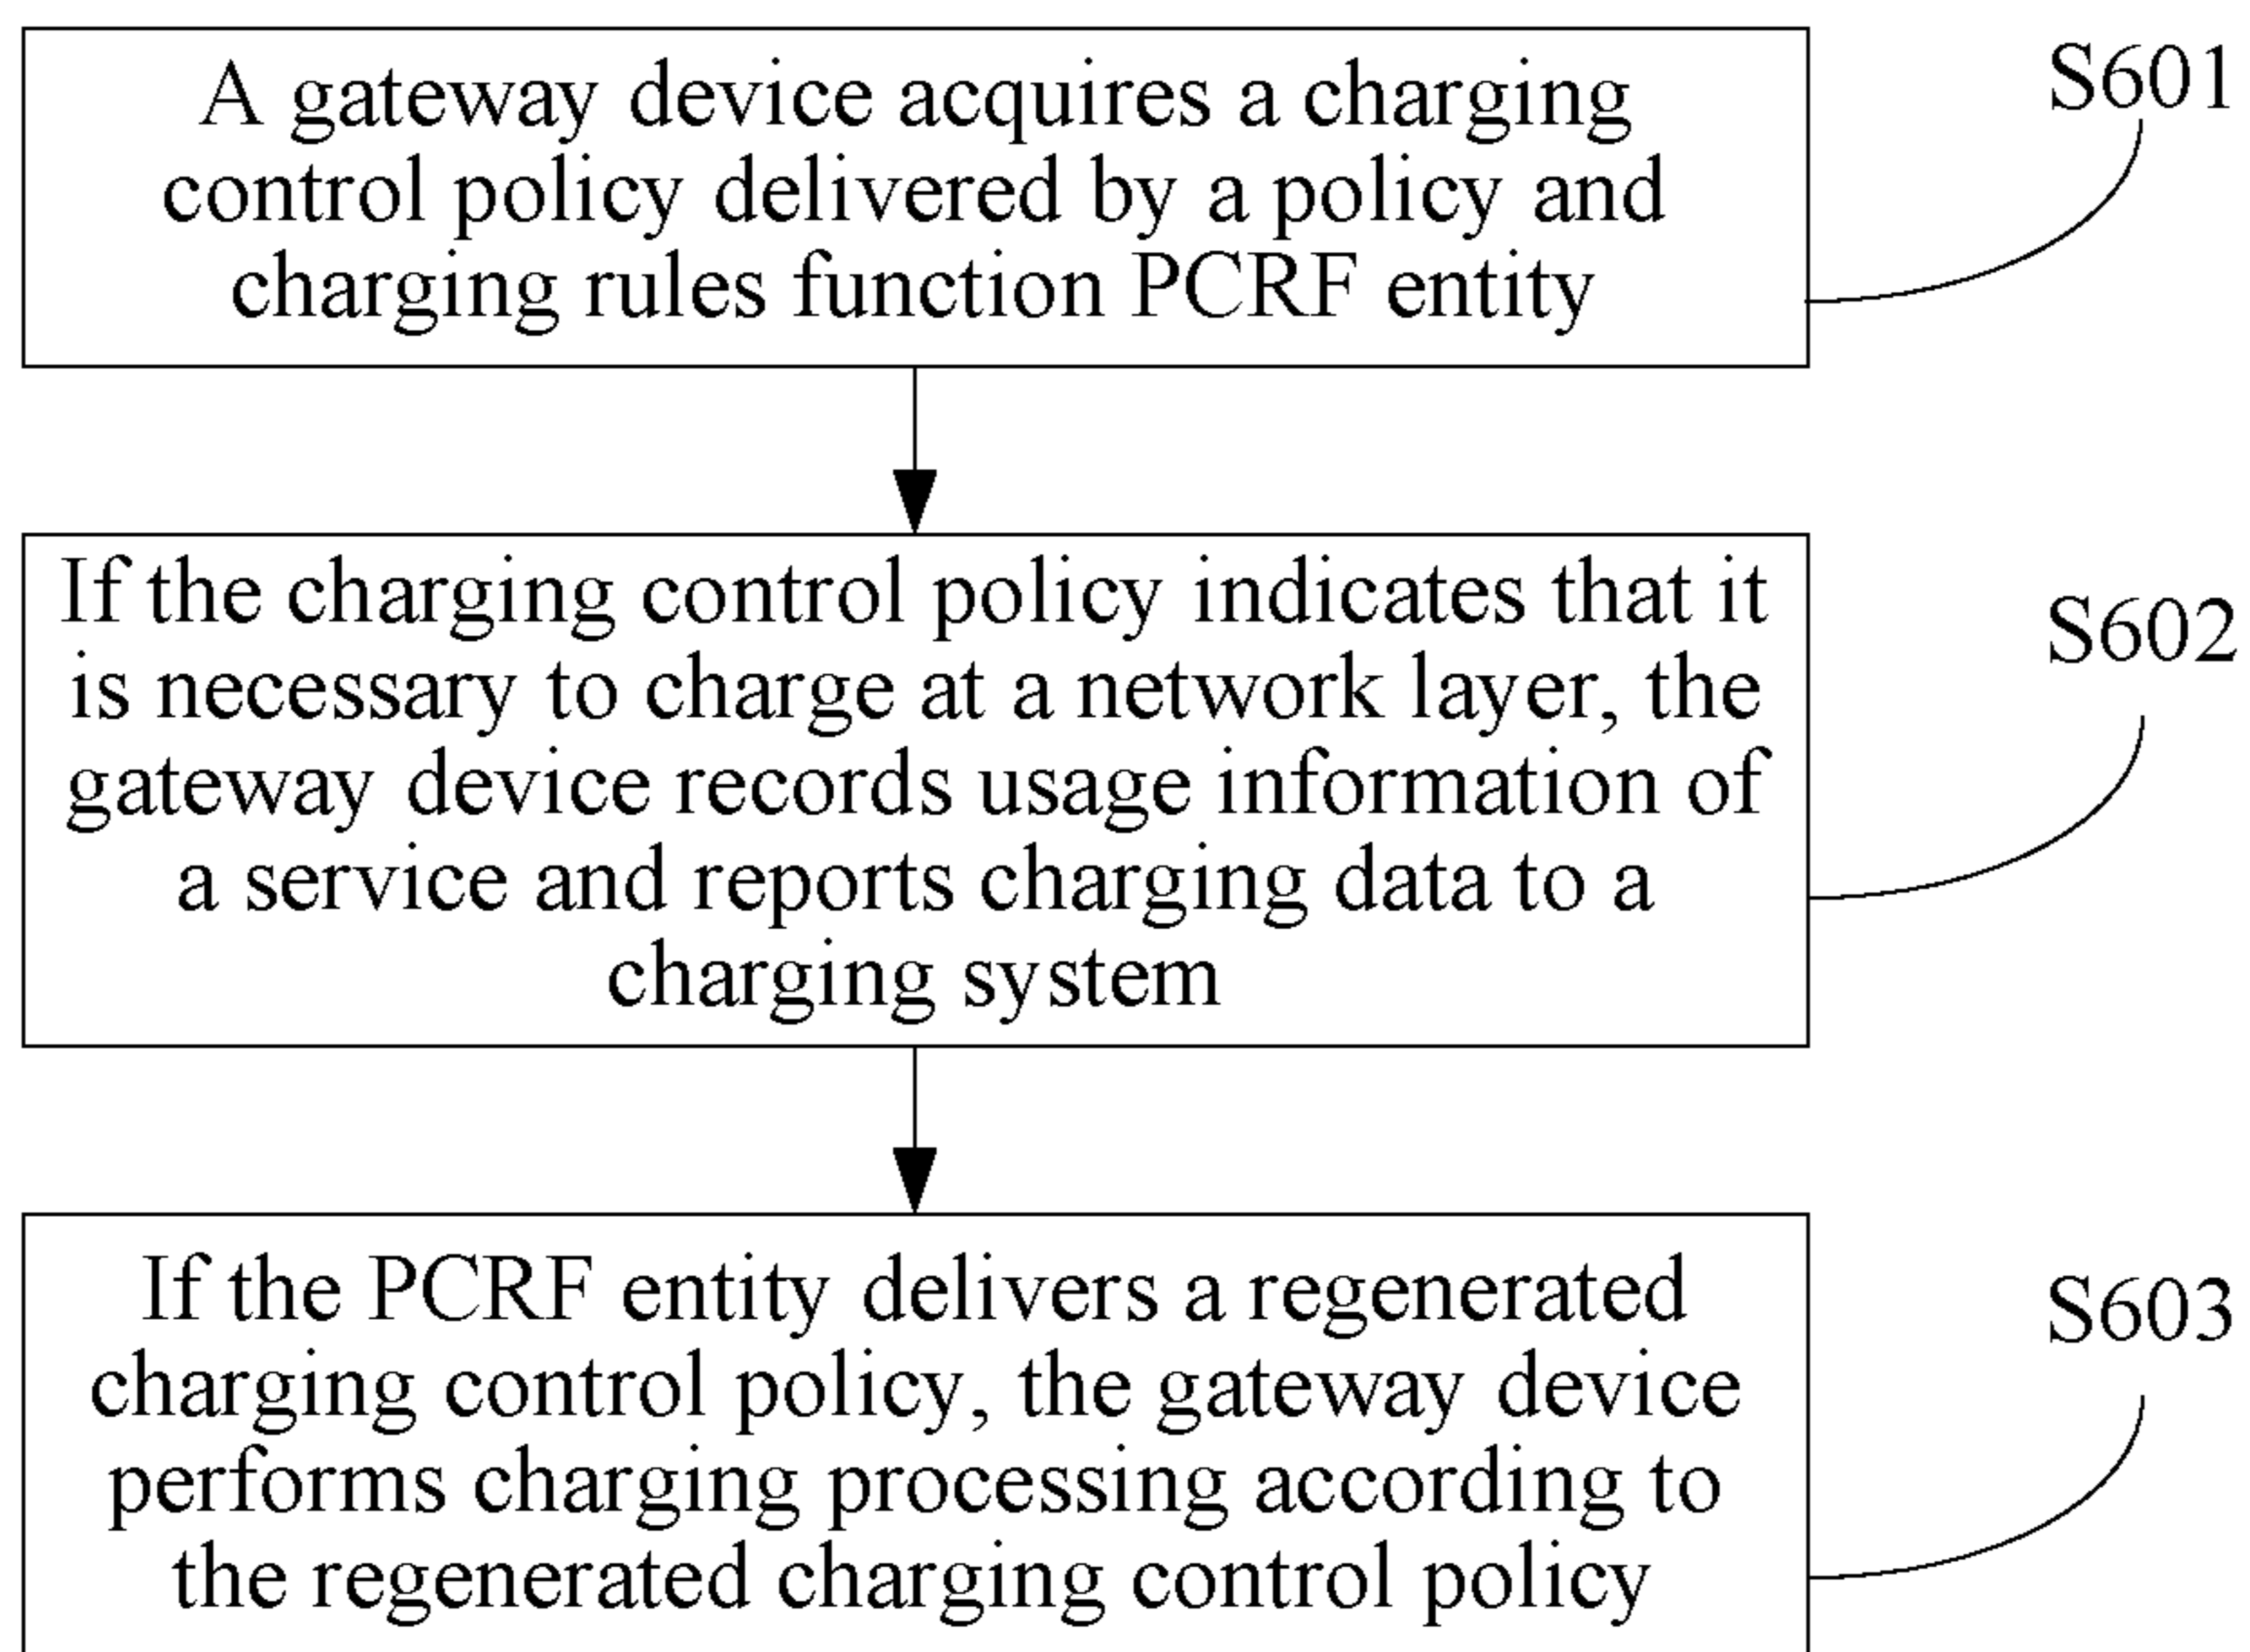 A gateway device acquires a charging
control policy delivered by a policy and
charging rules function PCRF entity
S601
If the charging control policy indicates that it
is necessary to charge at a network layer, the
gateway device records usage information of
a service and reports charging data to a
charging system
S602
If the PCRF entity delivers a regenerated
charging control policy, the gateway device
performs charging processing according to
the regenerated charging control policy
S603